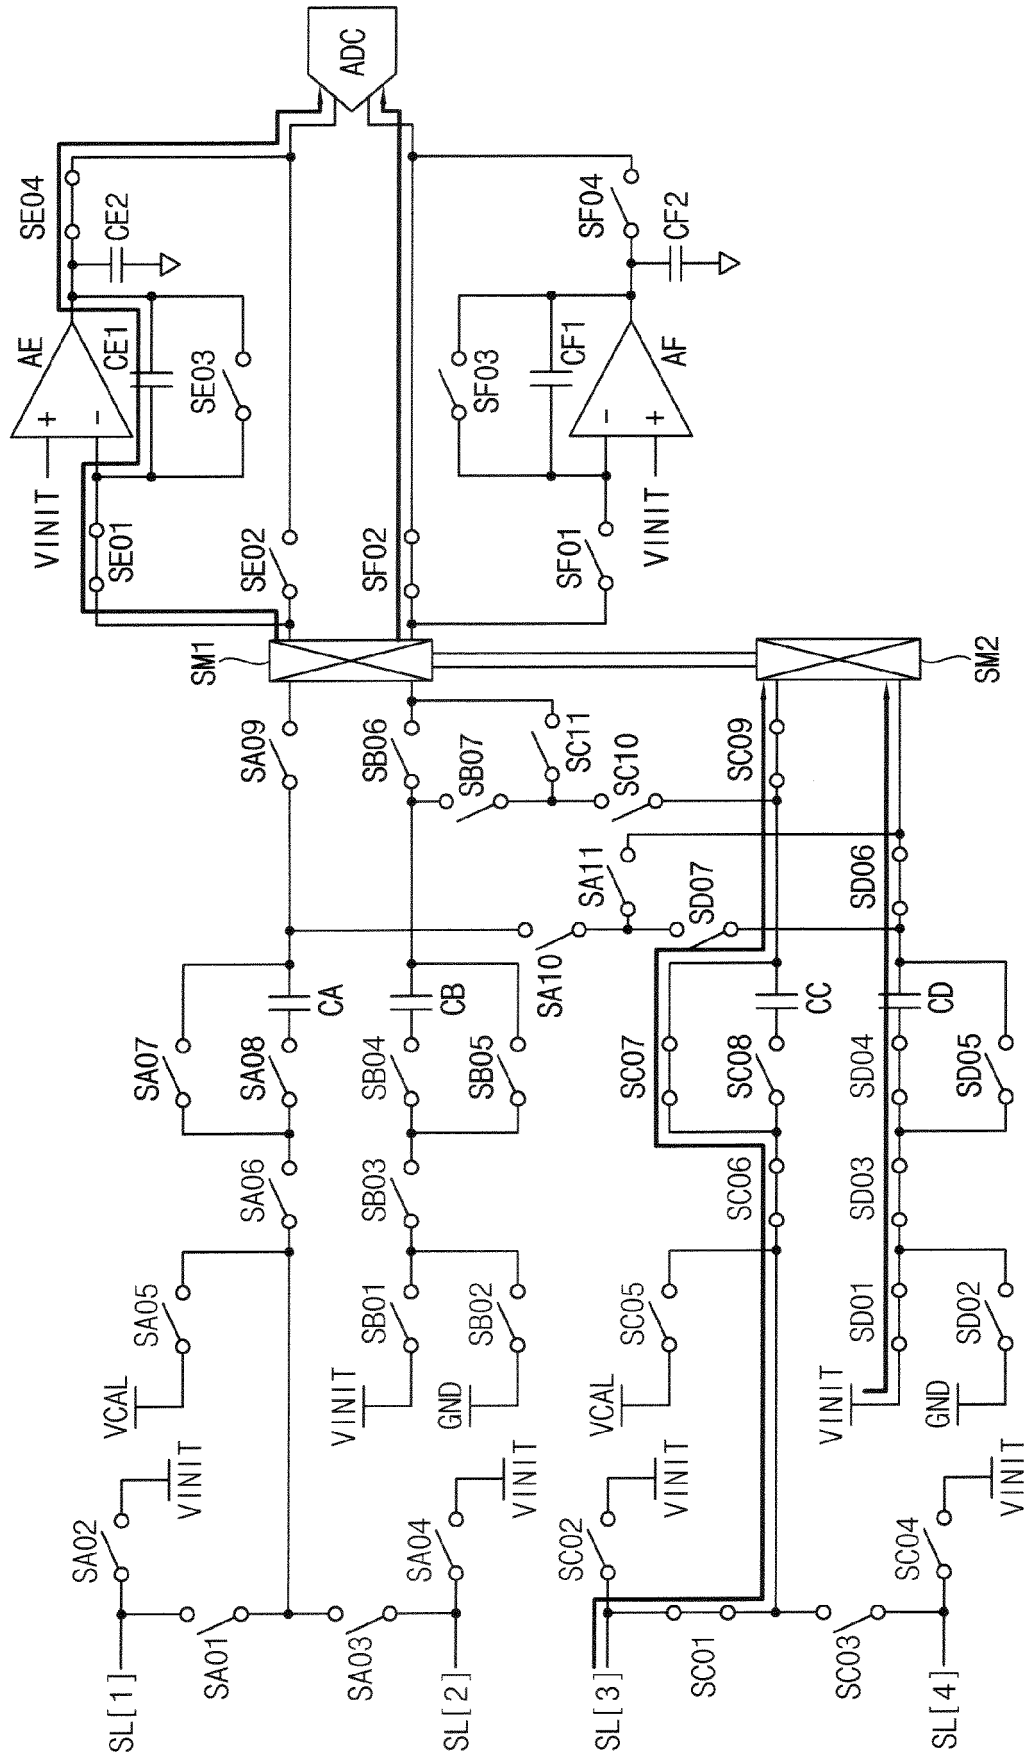 ADC
SE04
CE2
AE
CE1
SE03
+
-
VINIT
SE01
SE02
SF02
SF04
CF2
SF03
CF1
AF
-
+
SF01
VINIT
SM1
SM2
SA09
SB06
SB07
SC11
SC10
SC09
SA11
SD07
SD06
SA10
SA07
SA08
CA
SB04
CB
SB05
SC07
SC08
CC
SD04
CD
SD05
SA06
SB03
SC06
SD03
SA05
VCAL
SB01
VINIT
SB02
GND
SC05
VCAL
SD01
VINIT
SD02
GND
SA02
VINIT
SA04
VINIT
SC02
VINIT
SC04
VINIT
SA01
SA03
SC01
SC03
SL[1]
SL[2]
SL[3]
SL[4]